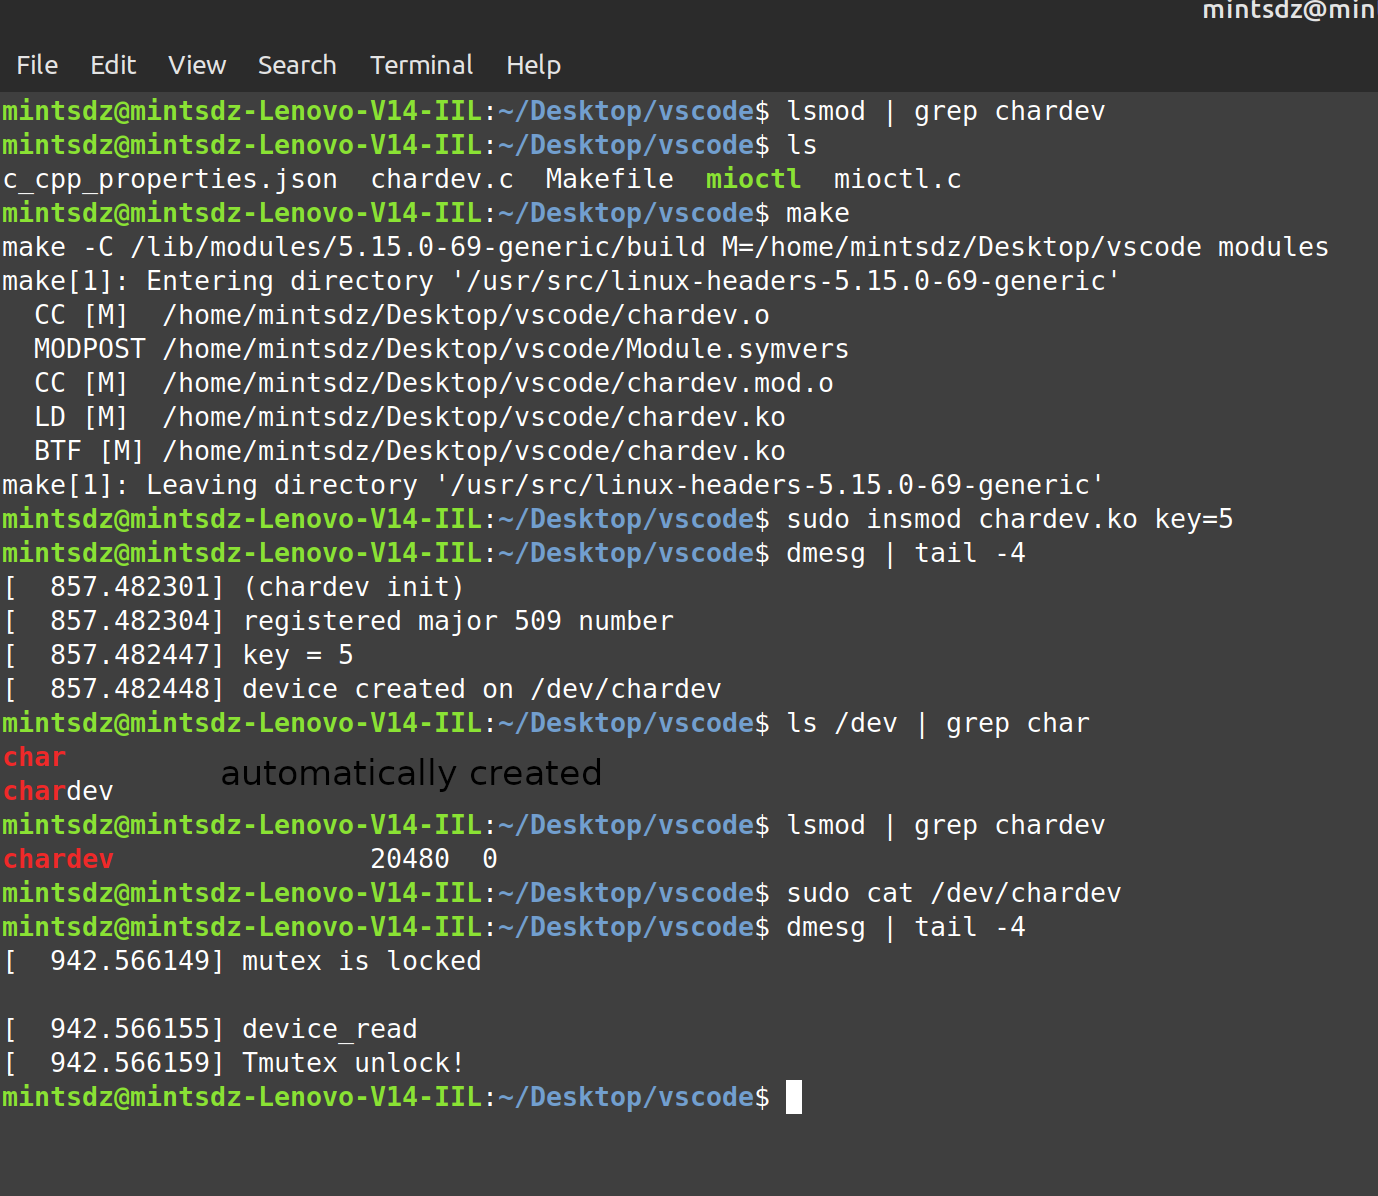 mintsdz@min
File Edit View Search Terminal Help
mintsdz@mintsdz-Lenovo-V14-IIL:~/Desktop/vscode$ lsmod | grep chardev
mintsdz@mintsdz-Lenovo-V14-IIL:~/Desktop/vscode$ ls
c_cpp_properties.json  chardev.c  Makefile  mioctl  mioctl.c
mintsdz@mintsdz-Lenovo-V14-IIL:~/Desktop/vscode$ make
make -C /lib/modules/5.15.0-69-generic/build M=/home/mintsdz/Desktop/vscode modules
make[1]: Entering directory '/usr/src/linux-headers-5.15.0-69-generic'
  CC [M]  /home/mintsdz/Desktop/vscode/chardev.o
  MODPOST /home/mintsdz/Desktop/vscode/Module.symvers
  CC [M]  /home/mintsdz/Desktop/vscode/chardev.mod.o
  LD [M]  /home/mintsdz/Desktop/vscode/chardev.ko
  BTF [M] /home/mintsdz/Desktop/vscode/chardev.ko
make[1]: Leaving directory '/usr/src/linux-headers-5.15.0-69-generic'
mintsdz@mintsdz-Lenovo-V14-IIL:~/Desktop/vscode$ sudo insmod chardev.ko key=5
mintsdz@mintsdz-Lenovo-V14-IIL:~/Desktop/vscode$ dmesg | tail -4
[  857.482301] (chardev init)
[  857.482304] registered major 509 number
[  857.482447] key = 5
[  857.482448] device created on /dev/chardev
mintsdz@mintsdz-Lenovo-V14-IIL:~/Desktop/vscode$ ls /dev | grep char
char
automatically created
chardev
mintsdz@mintsdz-Lenovo-V14-IIL:~/Desktop/vscode$ lsmod | grep chardev
chardev                20480  0
mintsdz@mintsdz-Lenovo-V14-IIL:~/Desktop/vscode$ sudo cat /dev/chardev
mintsdz@mintsdz-Lenovo-V14-IIL:~/Desktop/vscode$ dmesg | tail -4
[  942.566149] mutex is locked
[  942.566155] device_read
[  942.566159] Tmutex unlock!
mintsdz@mintsdz-Lenovo-V14-IIL:~/Desktop/vscode$